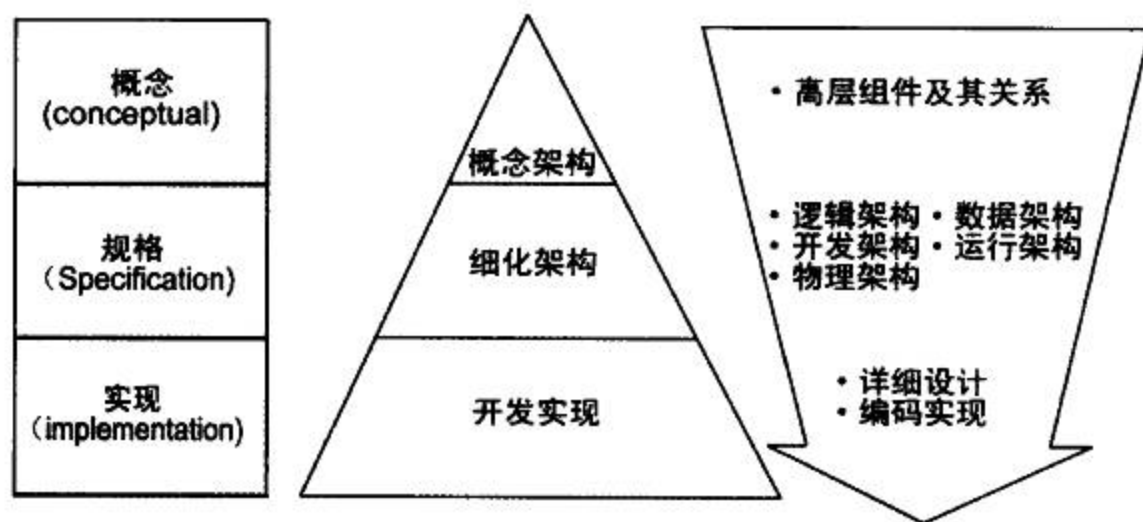 概念
(conceptual)
规格
（Specification)
实现
（implementation)
概念架构
细化架构
开发实现
・高层组件及其关系
・逻辑架构・数据架构
・开发架构・运行架构
・物理架构
・详细设计
・编码实现